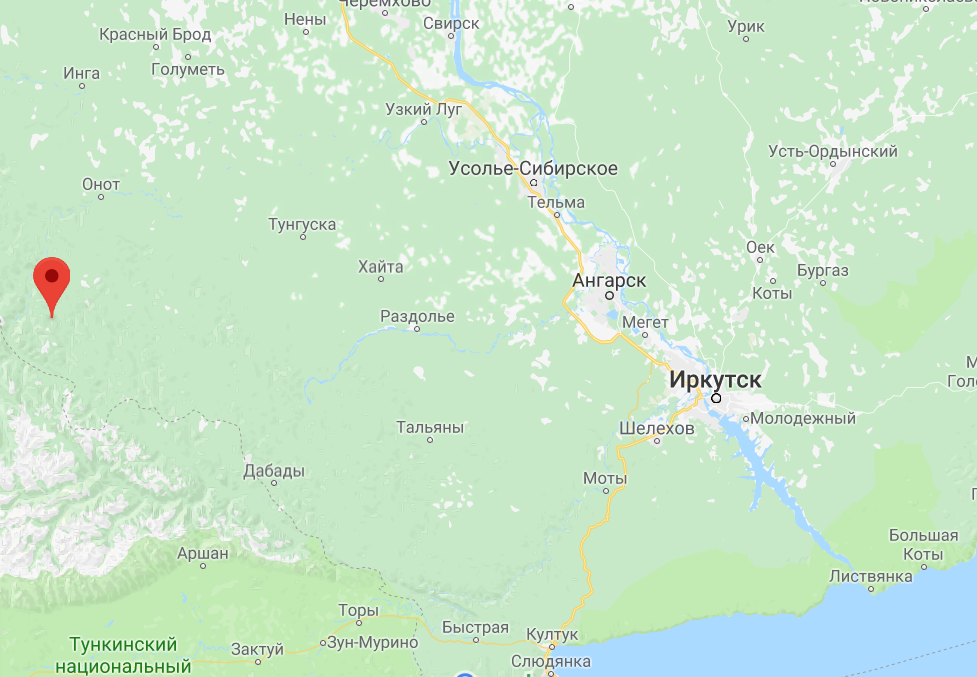 Черемхово
Нены
Свирск
Урик
Красный Брод
Голуметь
Инга
Узкий Луг
Усть-Ордынский
Усолье-Сибирское
Онот
Тельма
Тунгуска
Оек
Хайта
Бургаз
Ангарск
Коты
Раздолье
Мегет
Иркутск
Молодежный
Тальяны
Шелехов
Дабады
Моты
Большая
Коты
Аршан
Листвянка
Торы
Быстрая
Култук
Зун-Мурино
Тункинский
национальный
Зактуй
Слюдянка